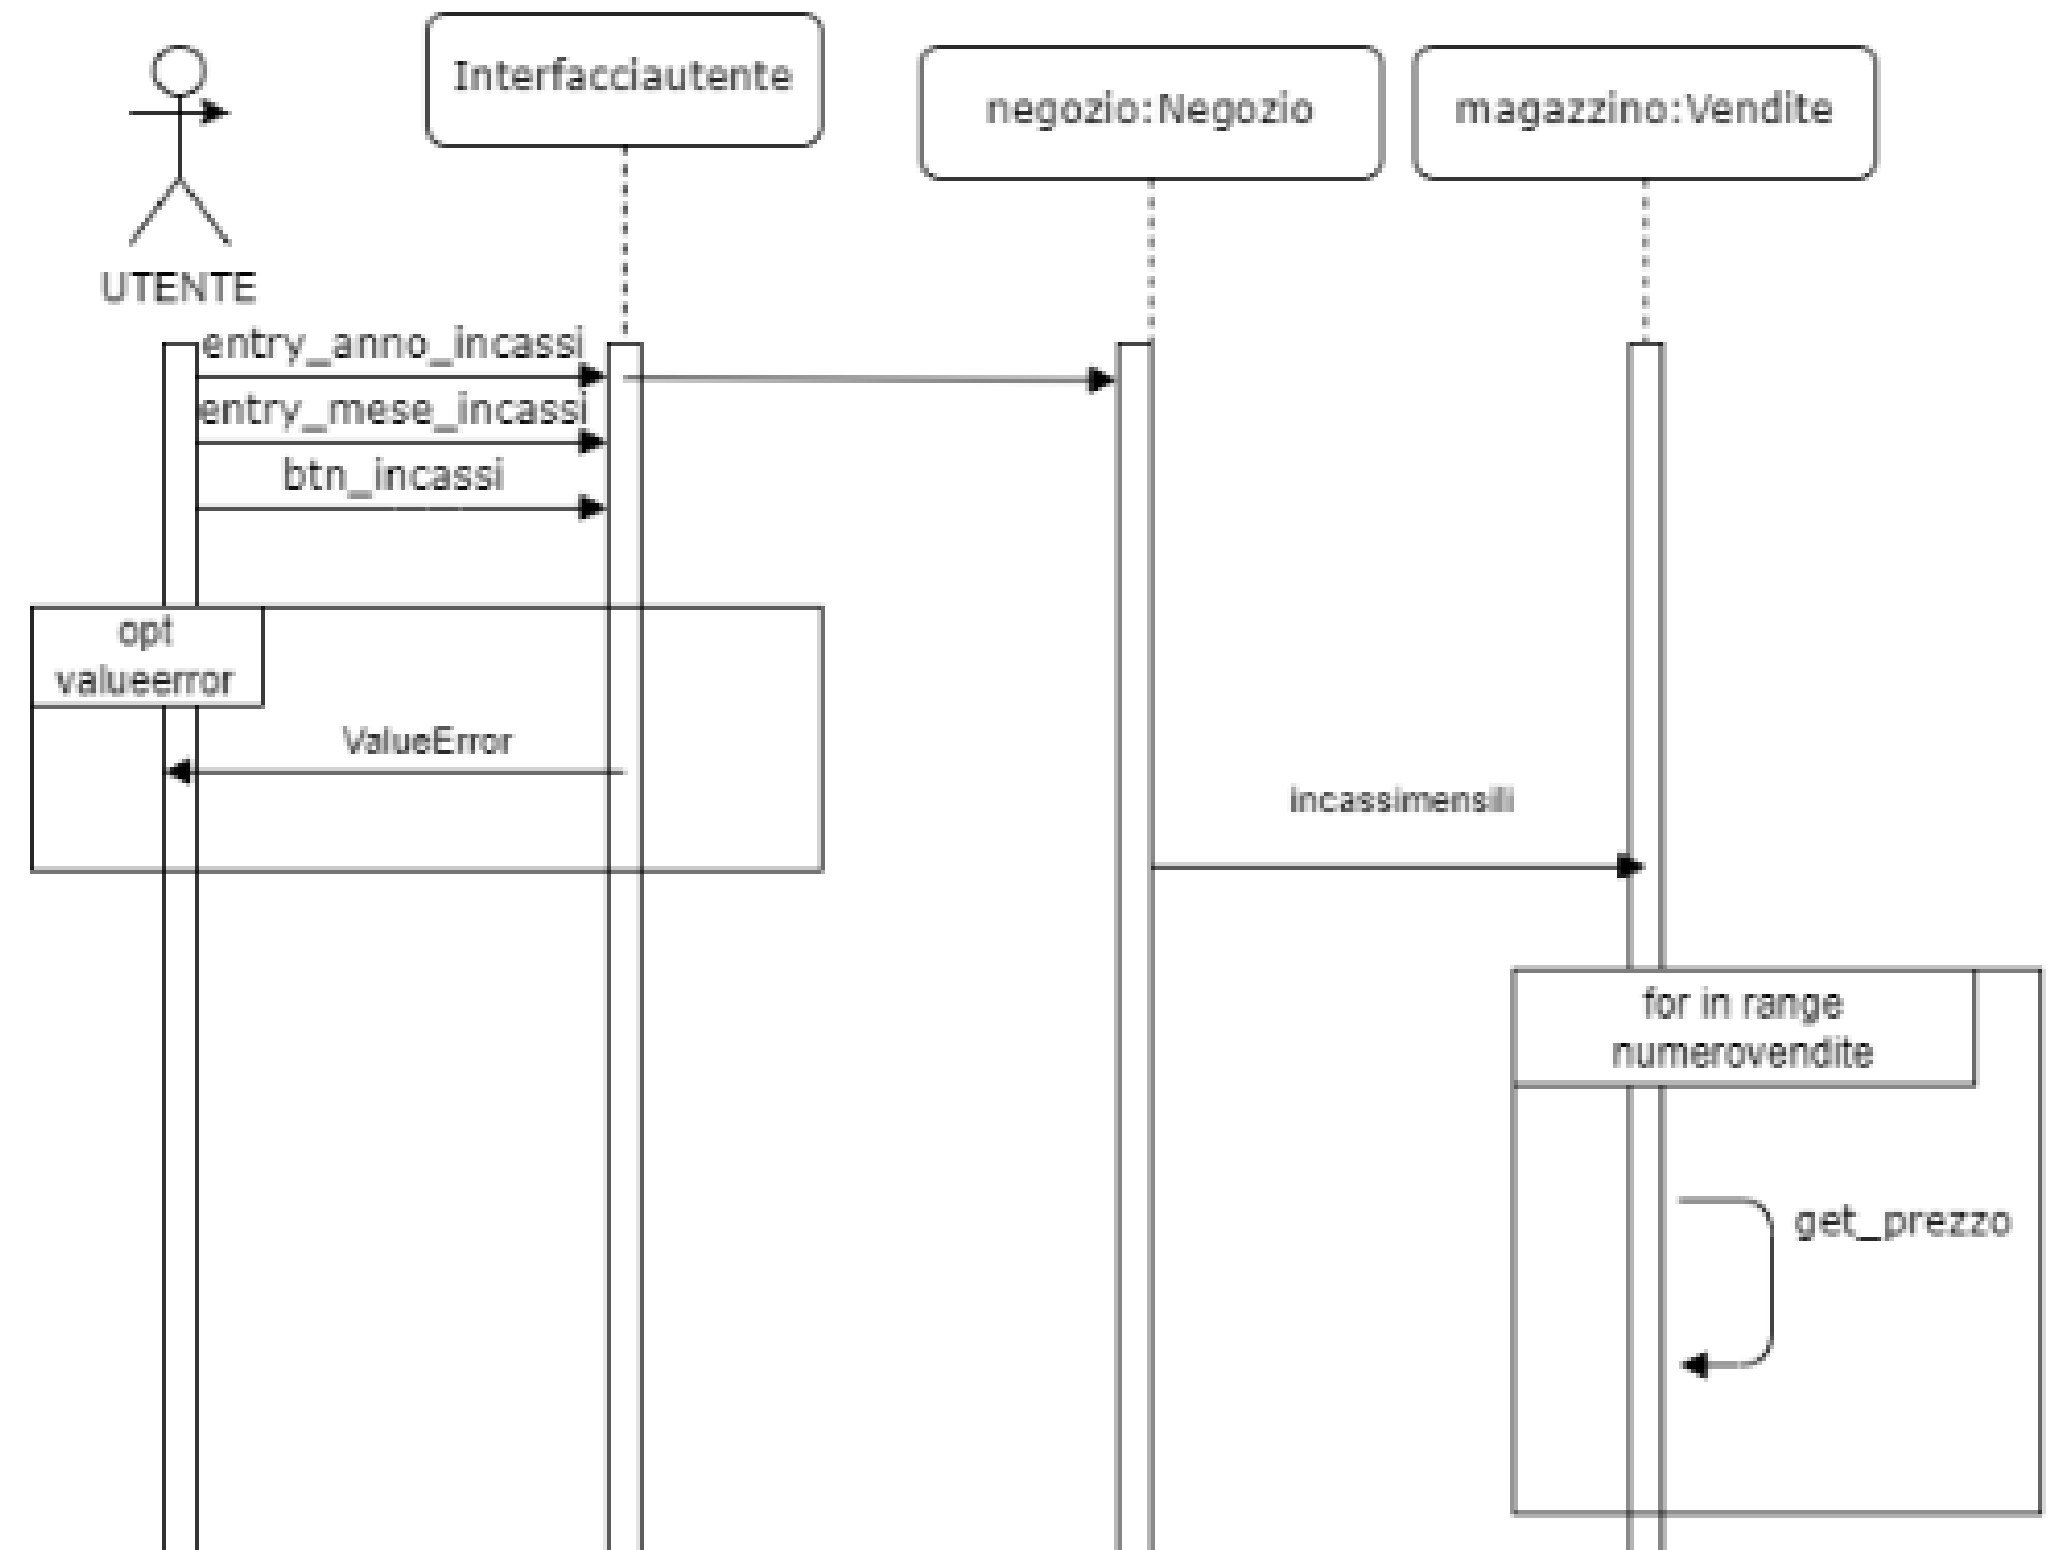 Interfacciautente
negozio:Negozio
magazzino:Vendite
UTENTE
entry_anno_incassi
entry_mese_incassi
btn_incassi
opt
valueerror
ValueError
incassimensili
for in range
numerovendite
get_prezzo